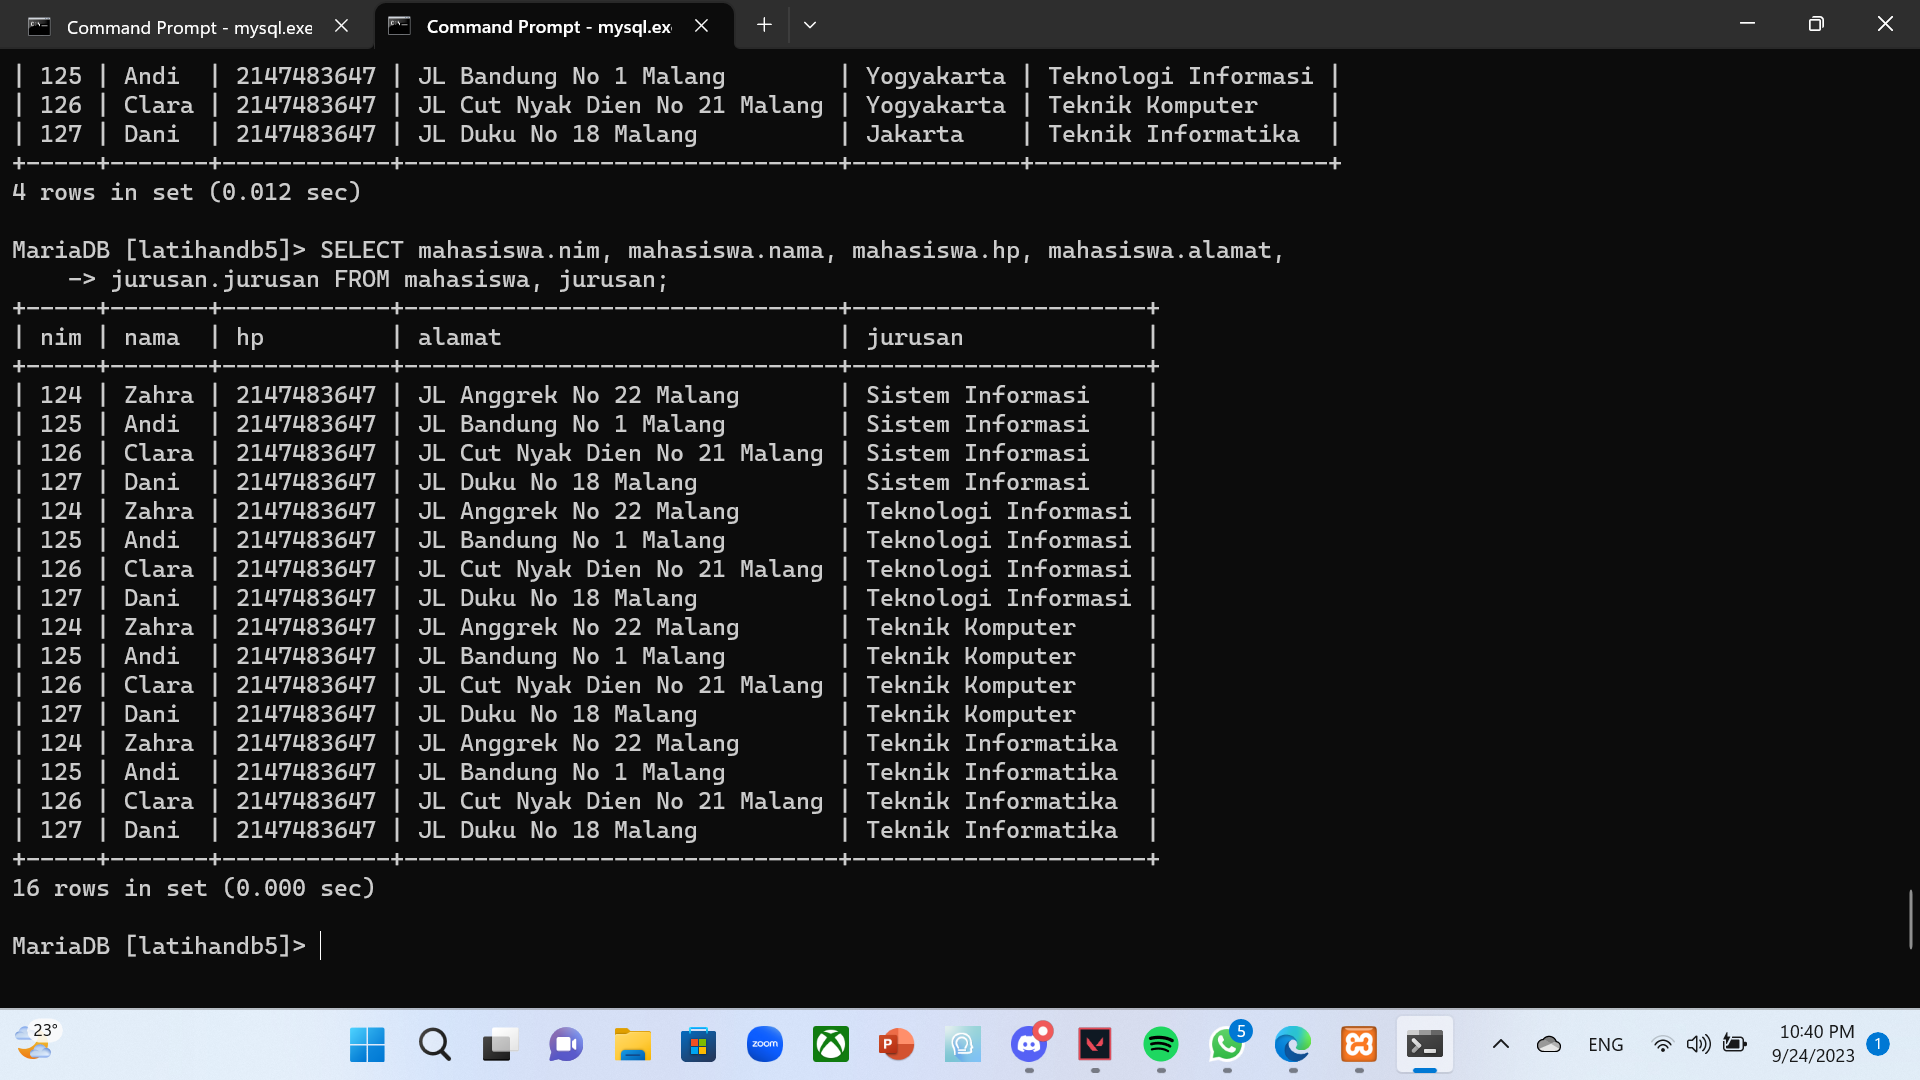 Command Prompt - mysql.exe
Command Prompt - mysql.ex
| 125 | Andi  | 2147483647 | JL Bandung No 1 Malang        | Yogyakarta | Teknologi Informasi |
| 126 | Clara | 2147483647 | JL Cut Nyak Dien No 21 Malang | Yogyakarta | Teknik Komputer     |
| 127 | Dani  | 2147483647 | JL Duku No 18 Malang          | Jakarta    | Teknik Informatika  |
+-----+-------+------------+-------------------------------+------------+---------------------+
4 rows in set (0.012 sec)
MariaDB [latihandb5]> SELECT mahasiswa.nim, mahasiswa.nama, mahasiswa.hp, mahasiswa.alamat,
    -> jurusan.jurusan FROM mahasiswa, jurusan;
+-----+-------+------------+-------------------------------+---------------------+
| nim | nama  | hp         | alamat                        | jurusan             |
+-----+-------+------------+-------------------------------+---------------------+
| 124 | Zahra | 2147483647 | JL Anggrek No 22 Malang       | Sistem Informasi    |
| 125 | Andi  | 2147483647 | JL Bandung No 1 Malang        | Sistem Informasi    |
| 126 | Clara | 2147483647 | JL Cut Nyak Dien No 21 Malang | Sistem Informasi    |
| 127 | Dani  | 2147483647 | JL Duku No 18 Malang          | Sistem Informasi    |
| 124 | Zahra | 2147483647 | JL Anggrek No 22 Malang       | Teknologi Informasi |
| 125 | Andi  | 2147483647 | JL Bandung No 1 Malang        | Teknologi Informasi |
| 126 | Clara | 2147483647 | JL Cut Nyak Dien No 21 Malang | Teknologi Informasi |
| 127 | Dani  | 2147483647 | JL Duku No 18 Malang          | Teknologi Informasi |
| 124 | Zahra | 2147483647 | JL Anggrek No 22 Malang       | Teknik Komputer     |
| 125 | Andi  | 2147483647 | JL Bandung No 1 Malang        | Teknik Komputer     |
| 126 | Clara | 2147483647 | JL Cut Nyak Dien No 21 Malang | Teknik Komputer     |
| 127 | Dani  | 2147483647 | JL Duku No 18 Malang          | Teknik Komputer     |
| 124 | Zahra | 2147483647 | JL Anggrek No 22 Malang       | Teknik Informatika  |
| 125 | Andi  | 2147483647 | JL Bandung No 1 Malang        | Teknik Informatika  |
| 126 | Clara | 2147483647 | JL Cut Nyak Dien No 21 Malang | Teknik Informatika  |
| 127 | Dani  | 2147483647 | JL Duku No 18 Malang          | Teknik Informatika  |
+-----+-------+------------+-------------------------------+---------------------+
16 rows in set (0.000 sec)
MariaDB [latihandb5]>
23°
zoom
P
5
ENG
10:40 PM
9/24/2023
1